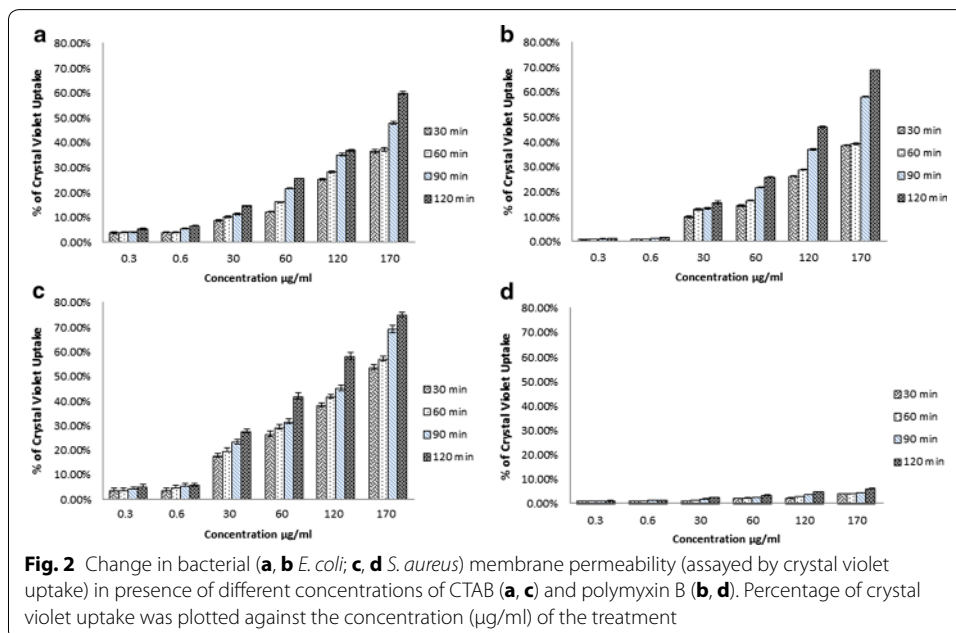 a
80.00%
70.00%
60.00%
50.00%
40.00%
30.00%
20.00%
10.00%
0.00%
% of Crystal Violet Uptake
0.3 0.6 30 60 120 170
Concentration µg/ml
30 min
60 min
90 min
120 min
b
80.00%
70.00%
60.00%
50.00%
40.00%
30.00%
20.00%
10.00%
0.00%
% of Crystal Violet Uptake
0.3 0.6 30 60 120 170
Concentration µg/ml
30 min
60 min
90 min
120 min
c
80.00%
70.00%
60.00%
50.00%
40.00%
30.00%
20.00%
10.00%
0.00%
% of Crystal Violet Uptake
0.3 0.6 30 60 120 170
Concentration µg/ml
30 min
60 min
90 min
120 min
d
80.00%
70.00%
60.00%
50.00%
40.00%
30.00%
20.00%
10.00%
0.00%
% of Crystal Violet Uptake
0.3 0.6 30 60 120 170
Concentration µg/ml
30 min
60 min
90 min
120 min
Fig. 2 Change in bacterial (a, b E. coli; c, d S. aureus) membrane permeability (assayed by crystal violet
uptake) in presence of different concentrations of CTAB (a, c) and polymyxin B (b, d). Percentage of crystal
violet uptake was plotted against the concentration (µg/ml) of the treatment